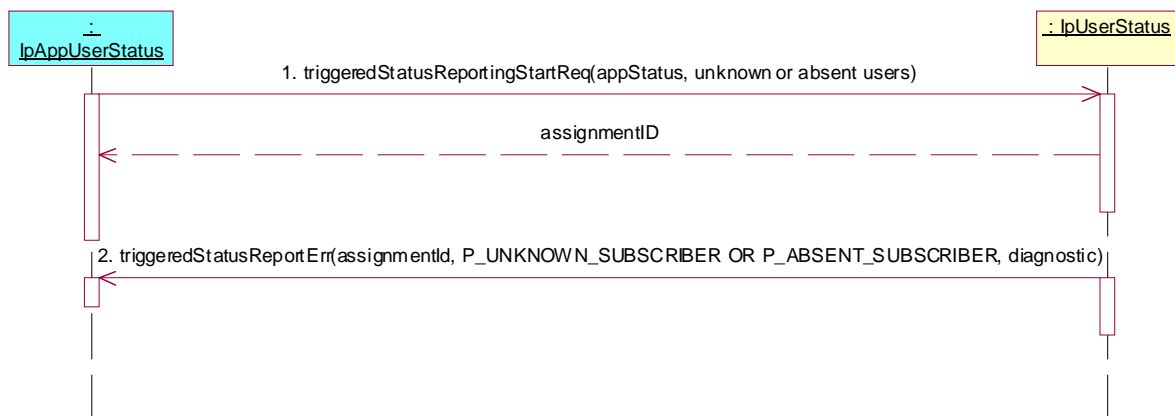 :
IpAppUserStatus
: IpUserStatus
1. triggeredStatusReportingStartReq(appStatus, unknown or absent users)
assignmentID
2. triggeredStatusReportErr(assignmentId, P_UNKNOWN_SUBSCRIBER OR P_ABSENT_SUBSCRIBER, diagnostic)